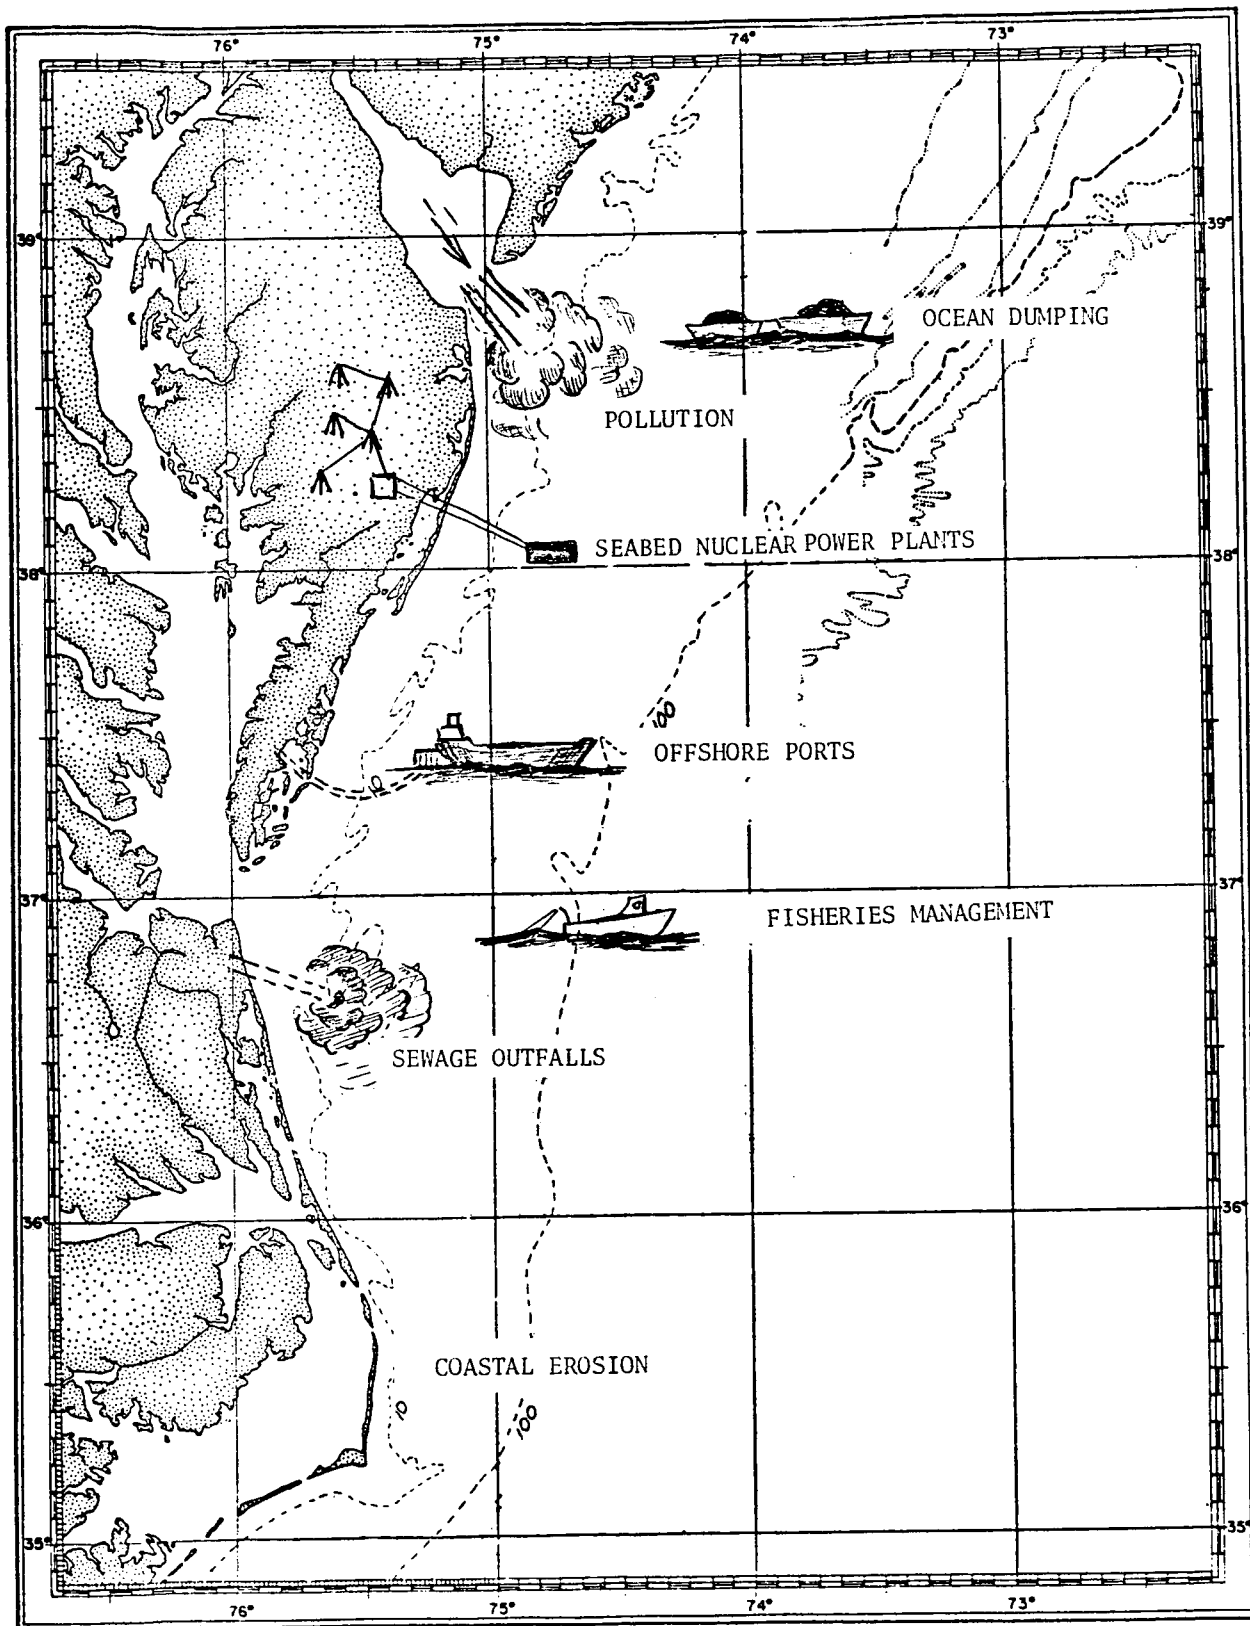 76° 75° 74° 73°
39° 39°
OCEAN DUMPING
POLLUTION
SEABED NUCLEAR POWER PLANTS
38° 38°
100
OFFSHORE PORTS
37° 37°
FISHERIES MANAGEMENT
SEWAGE OUTFALLS
36° 36°
COASTAL EROSION
10
100
35° 35°
76° 75° 74° 73°